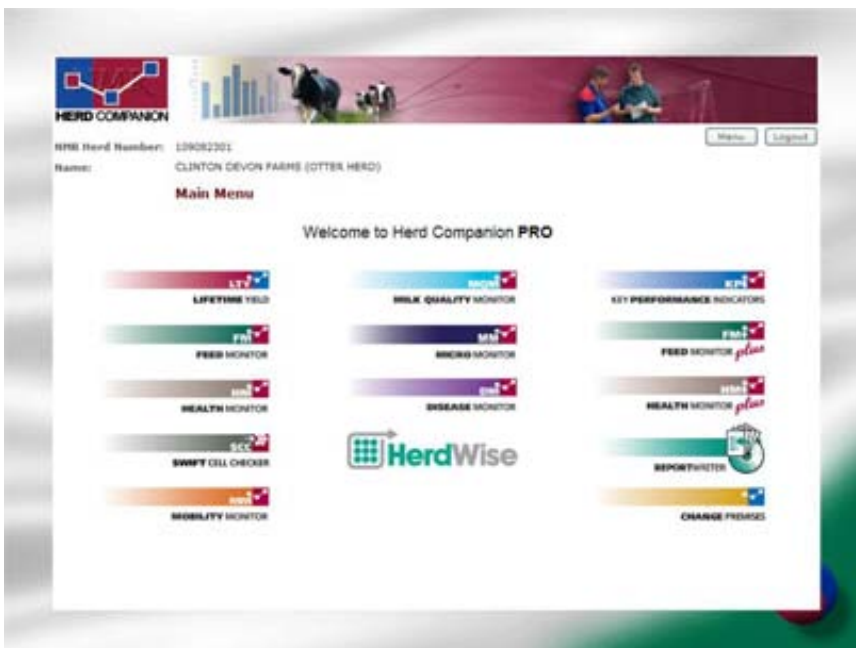 HERD COMPANION
Menu Logout
NMR Herd Number: 109082301
Name: CLINTON DEVON FARMS (OTTER HERD)
Main Menu
Welcome to Herd Companion PRO
LTY
LIFETIME YIELD
MQM
MILK QUALITY MONITOR
KPI
KEY PERFORMANCE INDICATORS
FM
FEED MONITOR
MM
MICRO MONITOR
FM
FEED MONITOR plus
HM
HEALTH MONITOR
DM
DISEASE MONITOR
HM
HEALTH MONITOR plus
SCC
SWIFT CELL CHECKER
HerdWise
REPORTWRITER
MM
MOBILITY MONITOR
CHANGE PREMISES